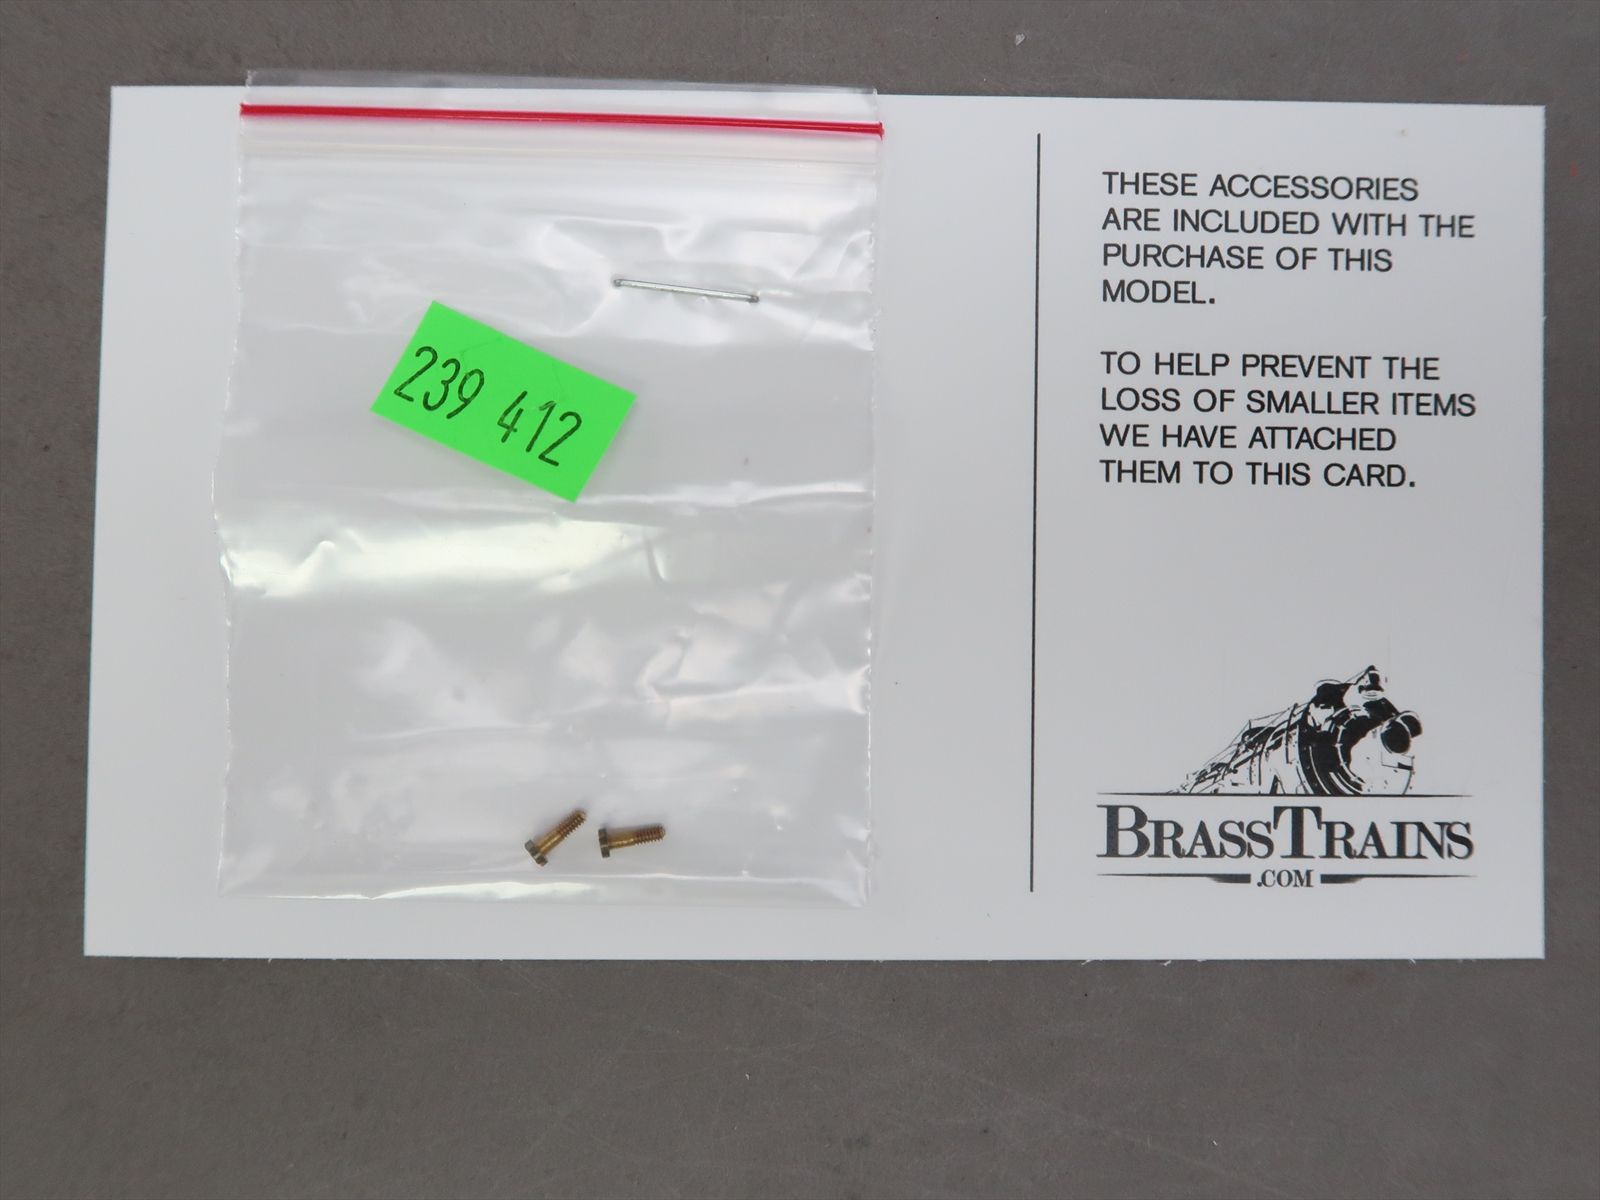 239 412
THESE ACCESSORIES
ARE INCLUDED WITH THE
PURCHASE OF THIS
MODEL.
TO HELP PREVENT THE
LOSS OF SMALLER ITEMS
WE HAVE ATTACHED
THEM TO THIS CARD.
BRASSTRAINS
.COM